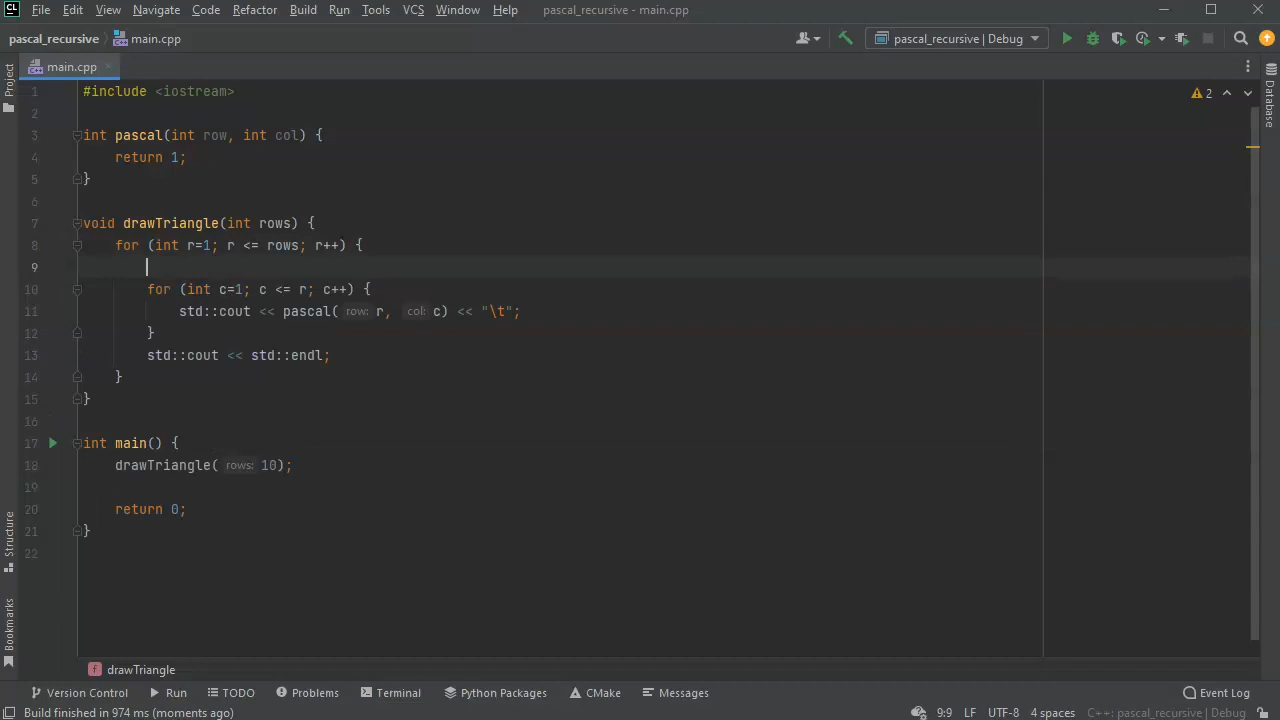 CL File Edit View Navigate Code Refactor Build Run Tools VCS Window Help pascal_recursive - main.cpp
pascal_recursive main.cpp pascal_recursive | Debug
Project
main.cpp
1 #include <iostream>
2
3 int pascal(int row, int col) {
4 return 1;
5 }
6
7 void drawTriangle(int rows) {
8 for (int r=1; r <= rows; r++) {
9
10 for (int c=1; c <= r; c++) {
11 std::cout << pascal( row: r, col: c) << "\t";
12 }
13 std::cout << std::endl;
14 }
15 }
16
17 int main() {
18 drawTriangle( rows: 10);
19
20 return 0;
21 }
22
2
Database
Structure
Bookmarks
f drawTriangle
Version Control Run TODO Problems Terminal Python Packages CMake Messages Event Log
Build finished in 974 ms (moments ago) 9:9 LF UTF-8 4 spaces C++: pascal_recursive | Debug